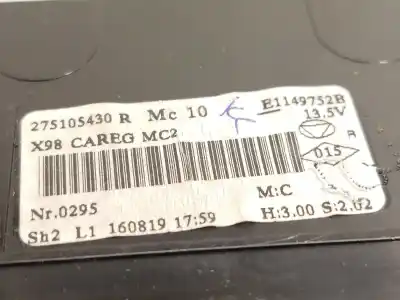 275105430 R Mc 10 E1149752B
13.5V
X98 CAREG MC2
R
015
Nr.0295
M:C
H:3.00 S:2.02
Sh2 L1 160819 17:59